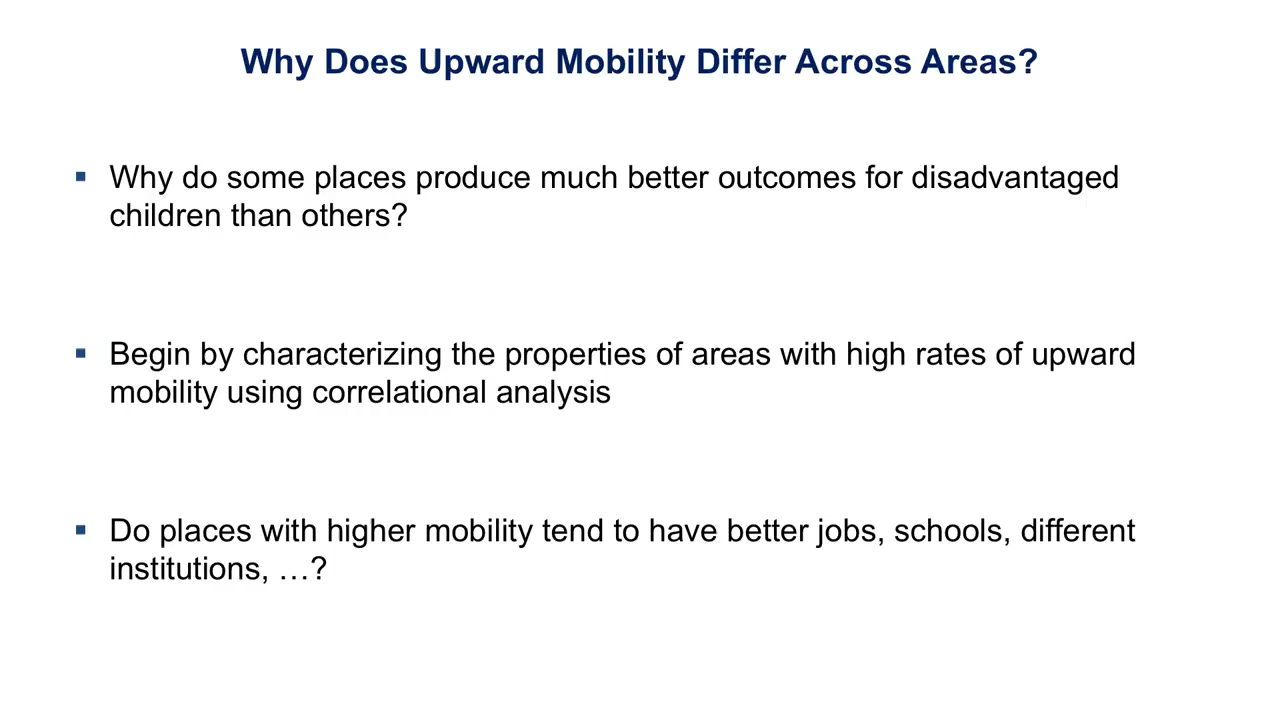 Why Does Upward Mobility Differ Across Areas?
▪ Why do some places produce much better outcomes for disadvantaged
children than others?
▪ Begin by characterizing the properties of areas with high rates of upward
mobility using correlational analysis
▪ Do places with higher mobility tend to have better jobs, schools, different
institutions, …?